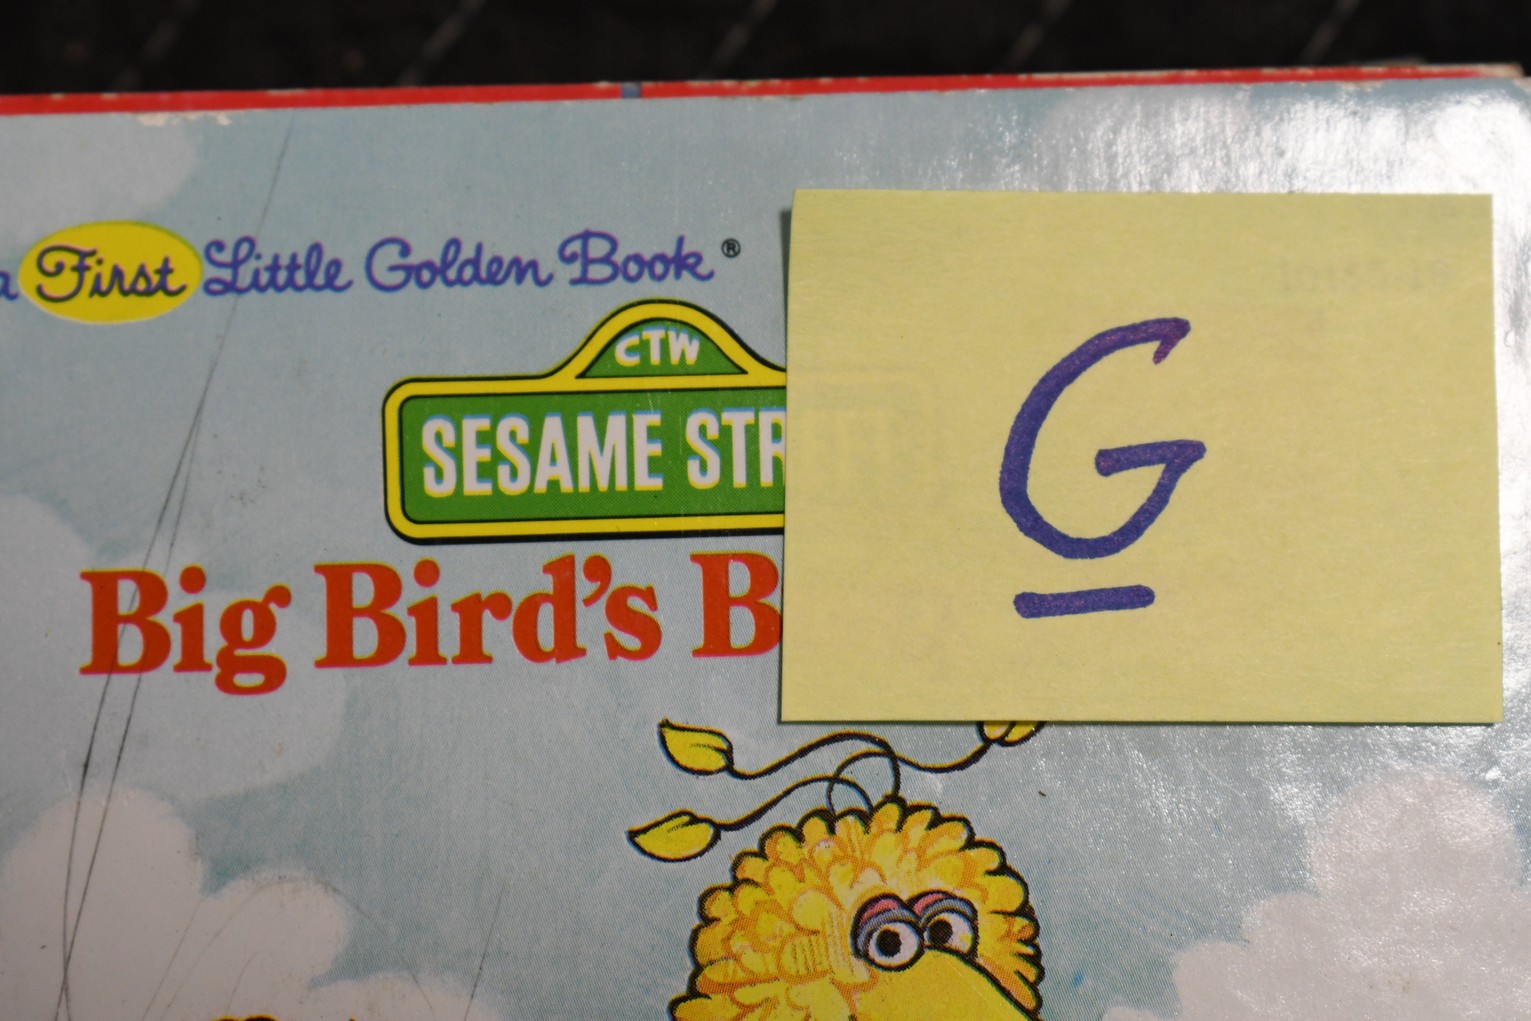 a First Little Golden Book®
CTW
SESAME STR
Big Bird's B
G